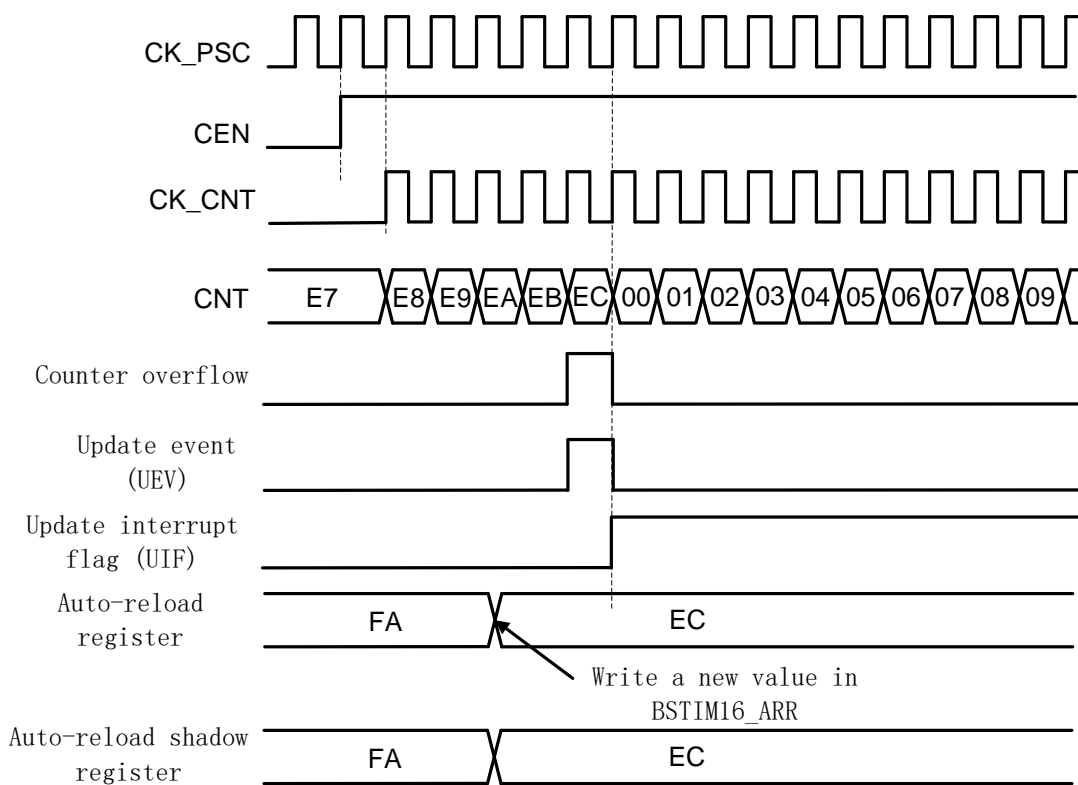 CK_PSC
CEN
CK_CNT
CNT E7 E8 E9 EA EB EC 00 01 02 03 04 05 06 07 08 09
Counter overflow
Update event
(UEV)
Update interrupt
flag (UIF)
Auto-reload
register
FA EC
Write a new value in
BSTIM16_ARR
Auto-reload shadow
register
FA EC